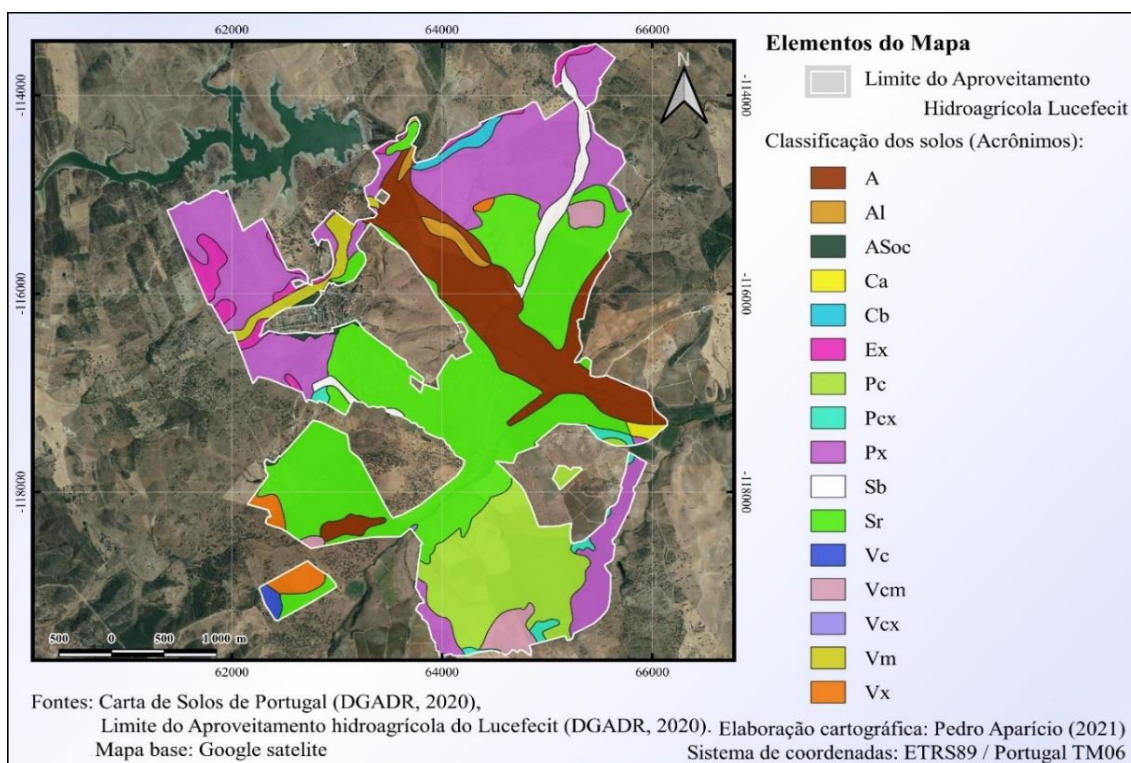 62000 64000 66000
-114000 -114000
-116000 -116000
-118000 -118000
N
500 0 500 1 000 m
62000 64000 66000
Elementos do Mapa
Limite do Aproveitamento
Hidroagrícola Lucefecit
Classificação dos solos (Acrônimos):
A
Al
ASoc
Ca
Cb
Ex
Pc
Pcx
Px
Sb
Sr
Vc
Vcm
Vcx
Vm
Vx
Fontes: Carta de Solos de Portugal (DGADR, 2020),
Limite do Aproveitamento hidroagrícola do Lucefecit (DGADR, 2020).
Mapa base: Google satelite
Elaboração cartográfica: Pedro Aparício (2021)
Sistema de coordenadas: ETRS89 / Portugal TM06